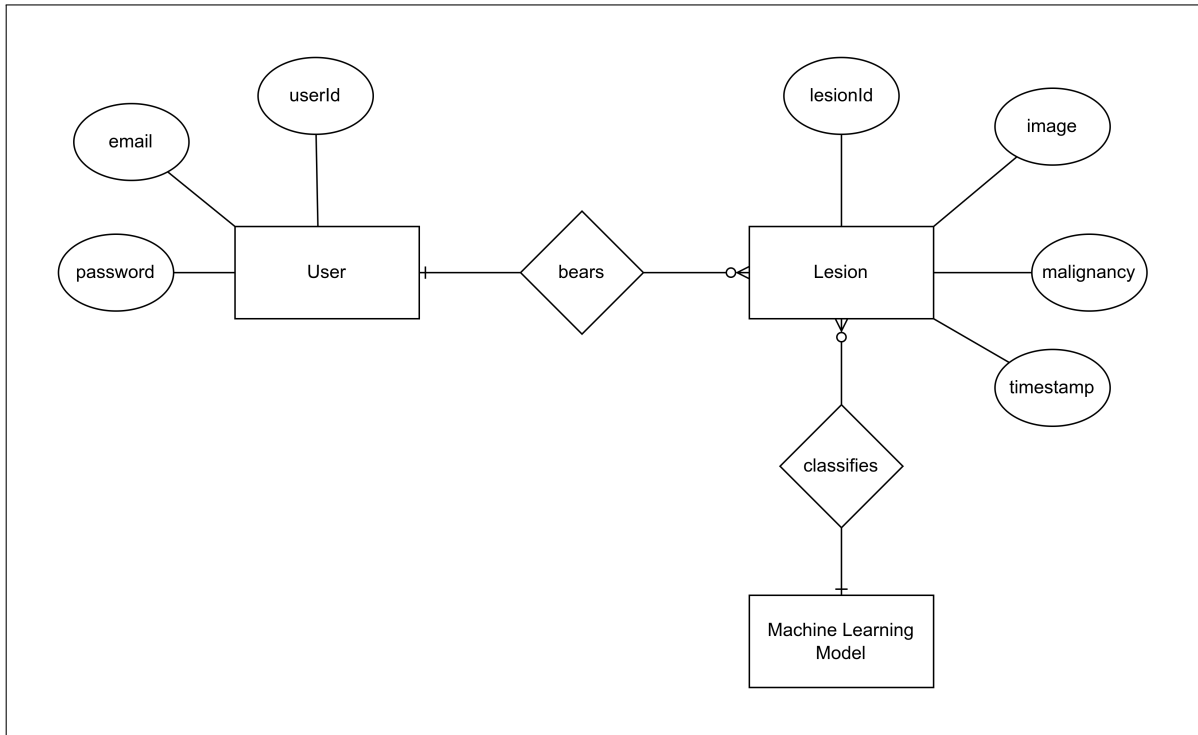 userId
lesionId
email
image
password
User
bears
Lesion
malignancy
timestamp
classifies
Machine Learning
Model